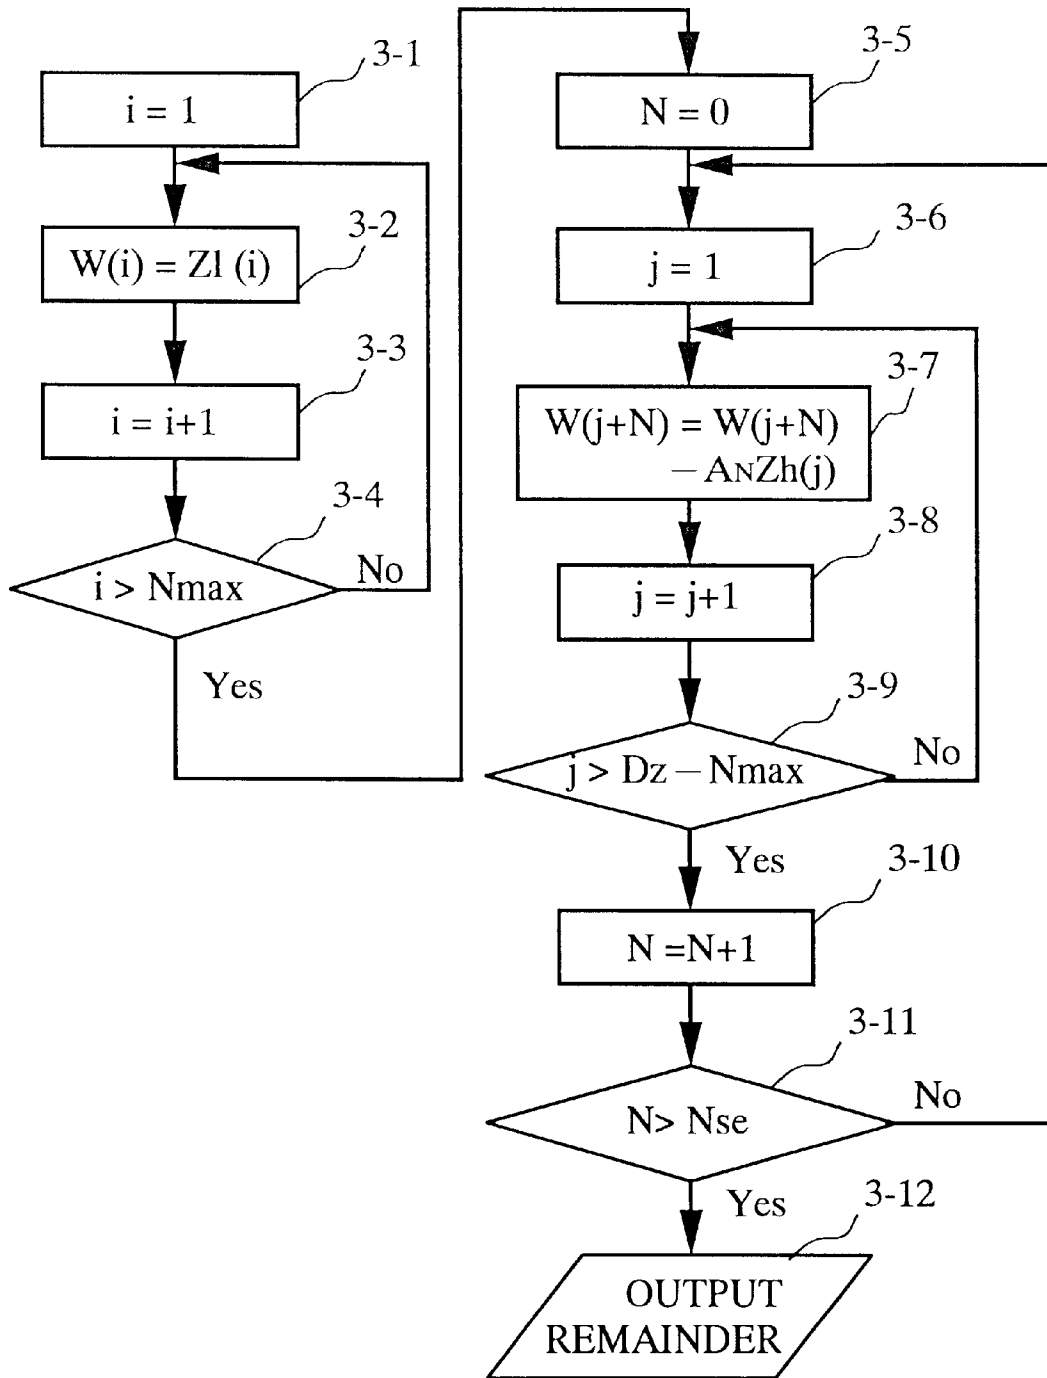 3-1
i = 1
3-2
W(i) = Zl (i)
3-3
i = i+1
3-4
i > Nmax
No
Yes
3-5
N = 0
3-6
j = 1
3-7
W(j+N) = W(j+N)
– ANZh(j)
3-8
j = j+1
3-9
j > Dz – Nmax
No
Yes
3-10
N =N+1
3-11
N> Nse
No
Yes
3-12
OUTPUT
REMAINDER